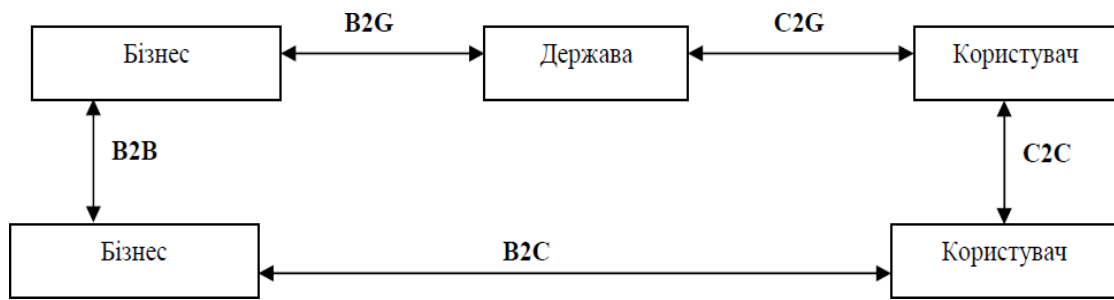 B2G
C2G
Бізнес
Держава
Користувач
B2B
C2C
Бізнес
B2C
Користувач